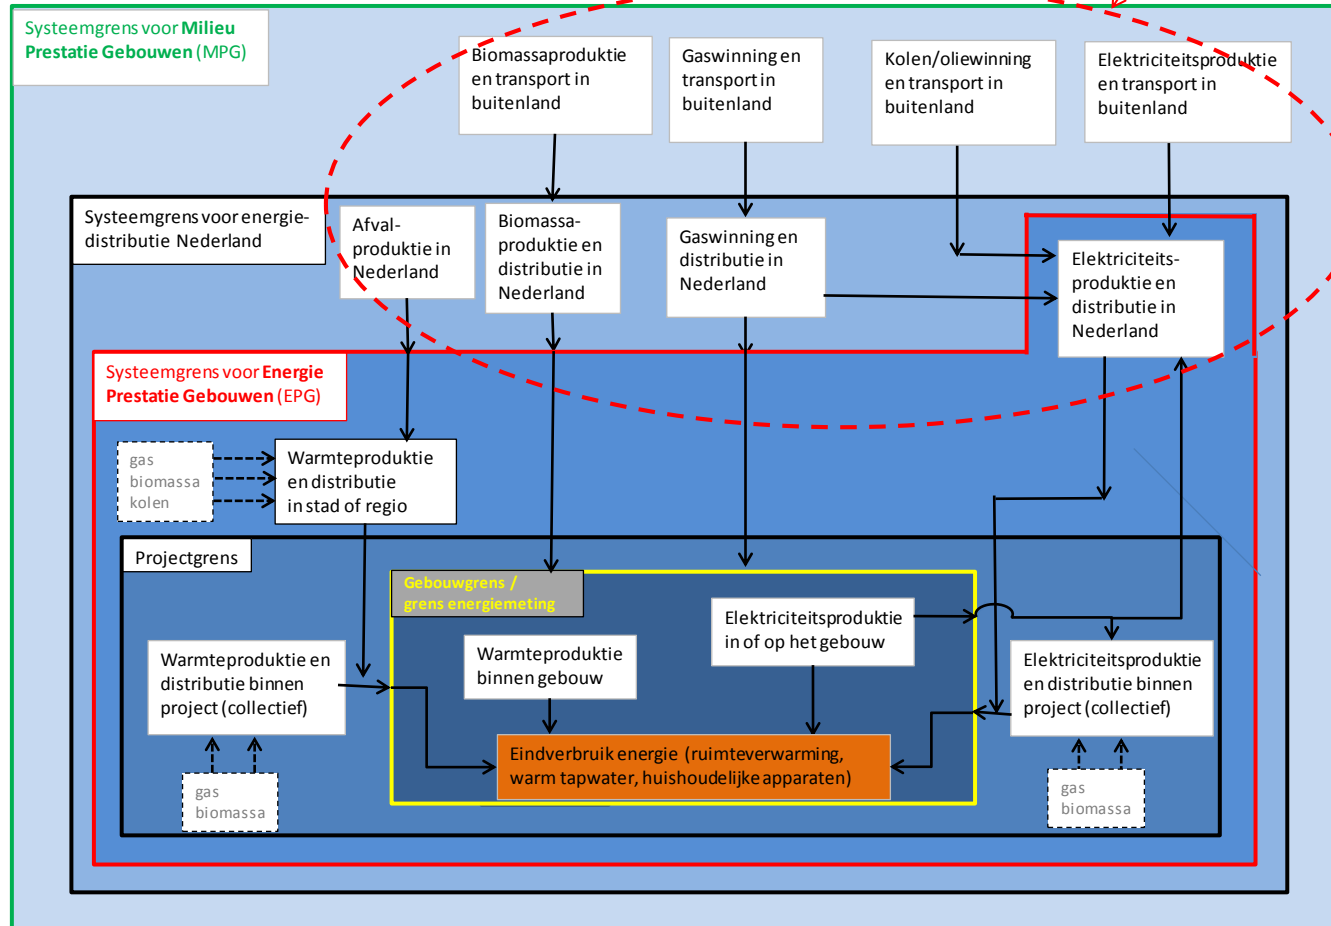 Systeemgrens voor Milieu
Prestatie Gebouwen (MPG)
Biomassaproduktie
en transport in
buitenland
Gaswinning en
transport in
buitenland
Kolen/oliewinning
en transport in
buitenland
Elektriciteitsproduktie
en transport in
buitenland
Systeemgrens voor energie-
distributie Nederland
Afval-
produktie in
Nederland
Biomassa-
produktie en
distributie in
Nederland
Gaswinning en
distributie in
Nederland
Elektriciteits-
produktie en
distributie in
Nederland
Systeemgrens voor Energie
Prestatie Gebouwen (EPG)
gas
biomassa
kolen
Warmteproduktie
en distributie
in stad of regio
Projectgrens
Gebouwgrens /
grens energiemeting
Warmteproduktie en
distributie binnen
project (collectief)
Warmteproduktie
binnen gebouw
Elektriciteitsproduktie
in of op het gebouw
Elektriciteitsproduktie
en distributie binnen
project (collectief)
Eindverbruik energie (ruimteverwarming,
warm tapwater, huishoudelijke apparaten)
gas
biomassa
gas
biomassa